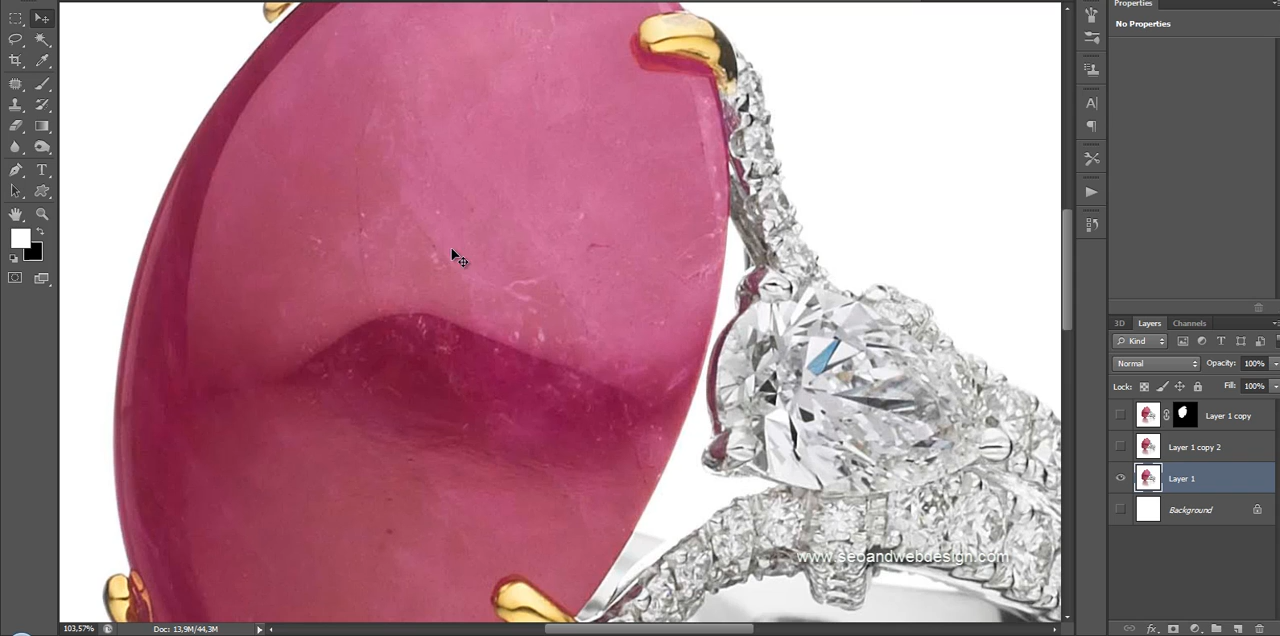 Properties
No Properties
3D Layers Channels
Kind
Normal Opacity: 100%
Lock: Fill: 100%
Layer 1 copy
Layer 1 copy 2
Layer 1
Background
www.seoandwebdesign.com
103,57% Doc: 13,9M/44,3M